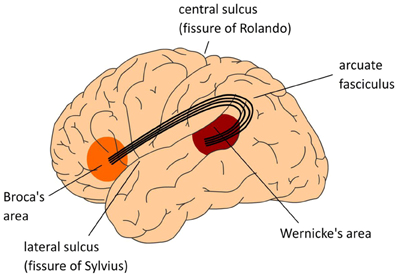 central sulcus
(fissure of Rolando)
arcuate
fasciculus
Broca's
area
lateral sulcus
(fissure of Sylvius)
Wernicke's area